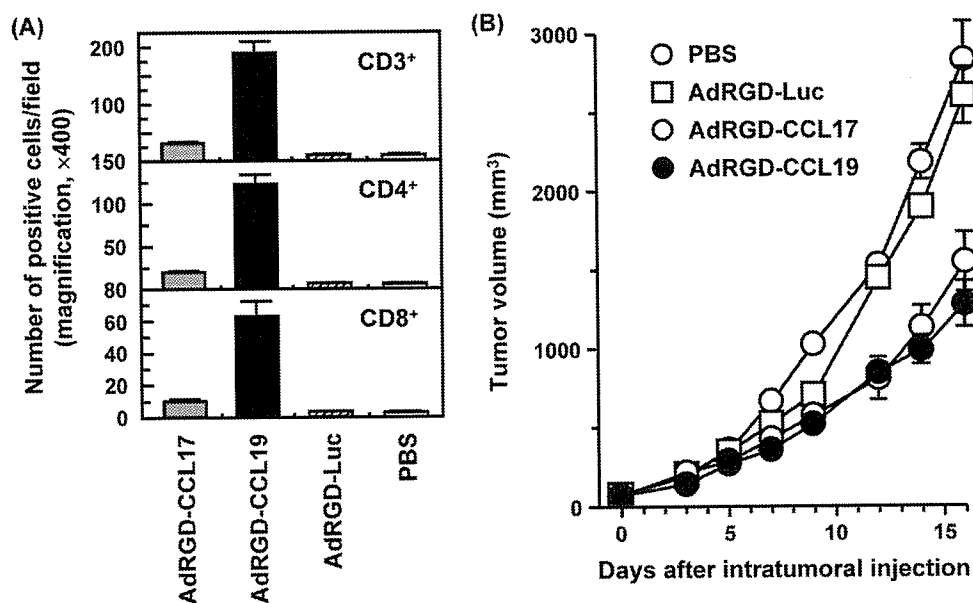 (A)
Number of positive cells/field
(magnification, ×400)
200
100
150
CD3⁺
100
50
80
CD4⁺
60
40
20
0
CD8⁺
AdRGD-CCL17
AdRGD-CCL19
AdRGD-Luc
PBS
(B)
Tumor volume (mm³)
3000
2000
1000
0
PBS
AdRGD-Luc
AdRGD-CCL17
AdRGD-CCL19
0 5 10 15
Days after intratumoral injection